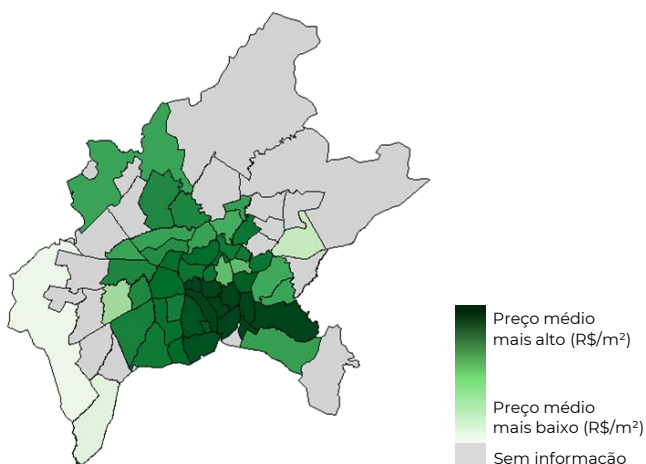 Preço médio
mais alto (R$/m²)
Preço médio
mais baixo (R$/m²)
Sem informação